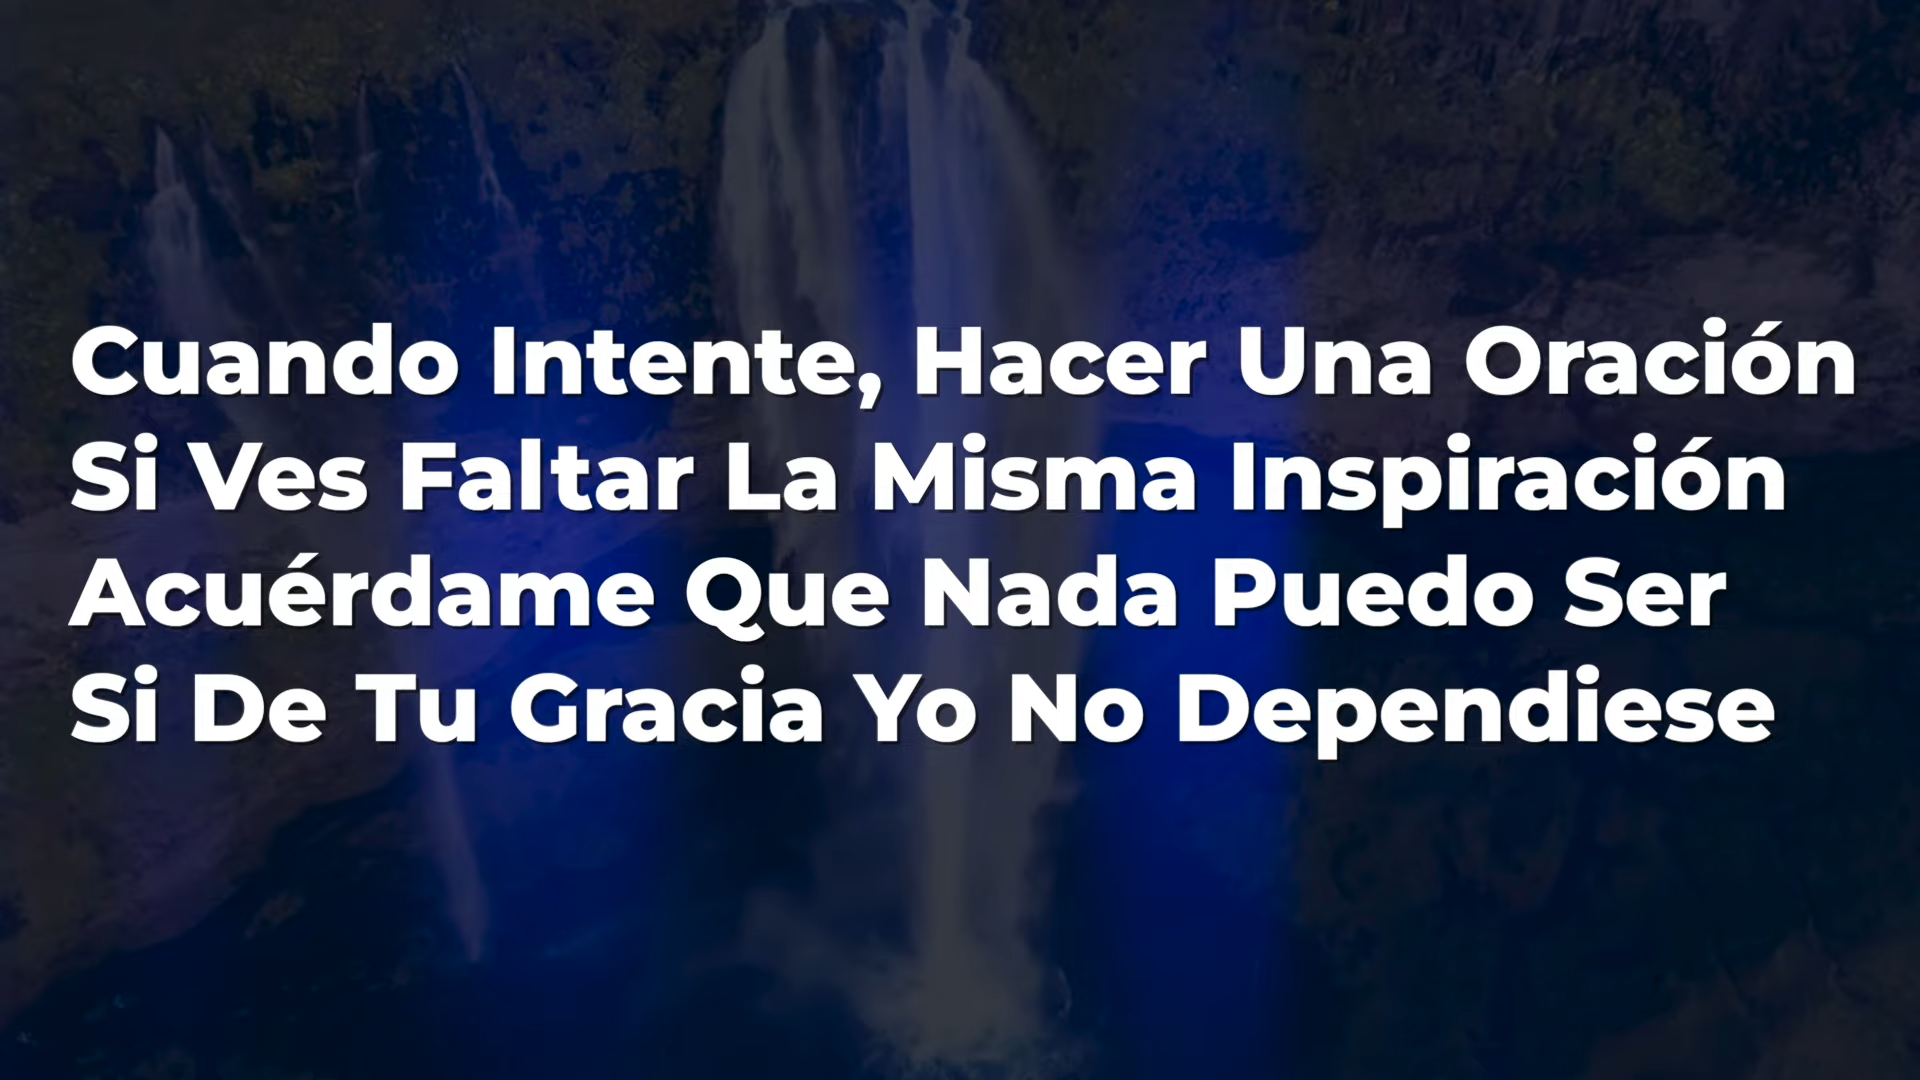 Cuando Intente, Hacer Una Oración
Si Ves Faltar La Misma Inspiración
Acuérdame Que Nada Puedo Ser
Si De Tu Gracia Yo No Dependiese